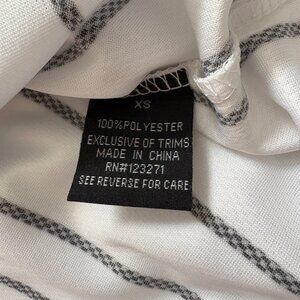 XS
100%POLYESTER
EXCLUSIVE OF TRIMS
MADE IN CHINA
RN#123271
SEE REVERSE FOR CARE